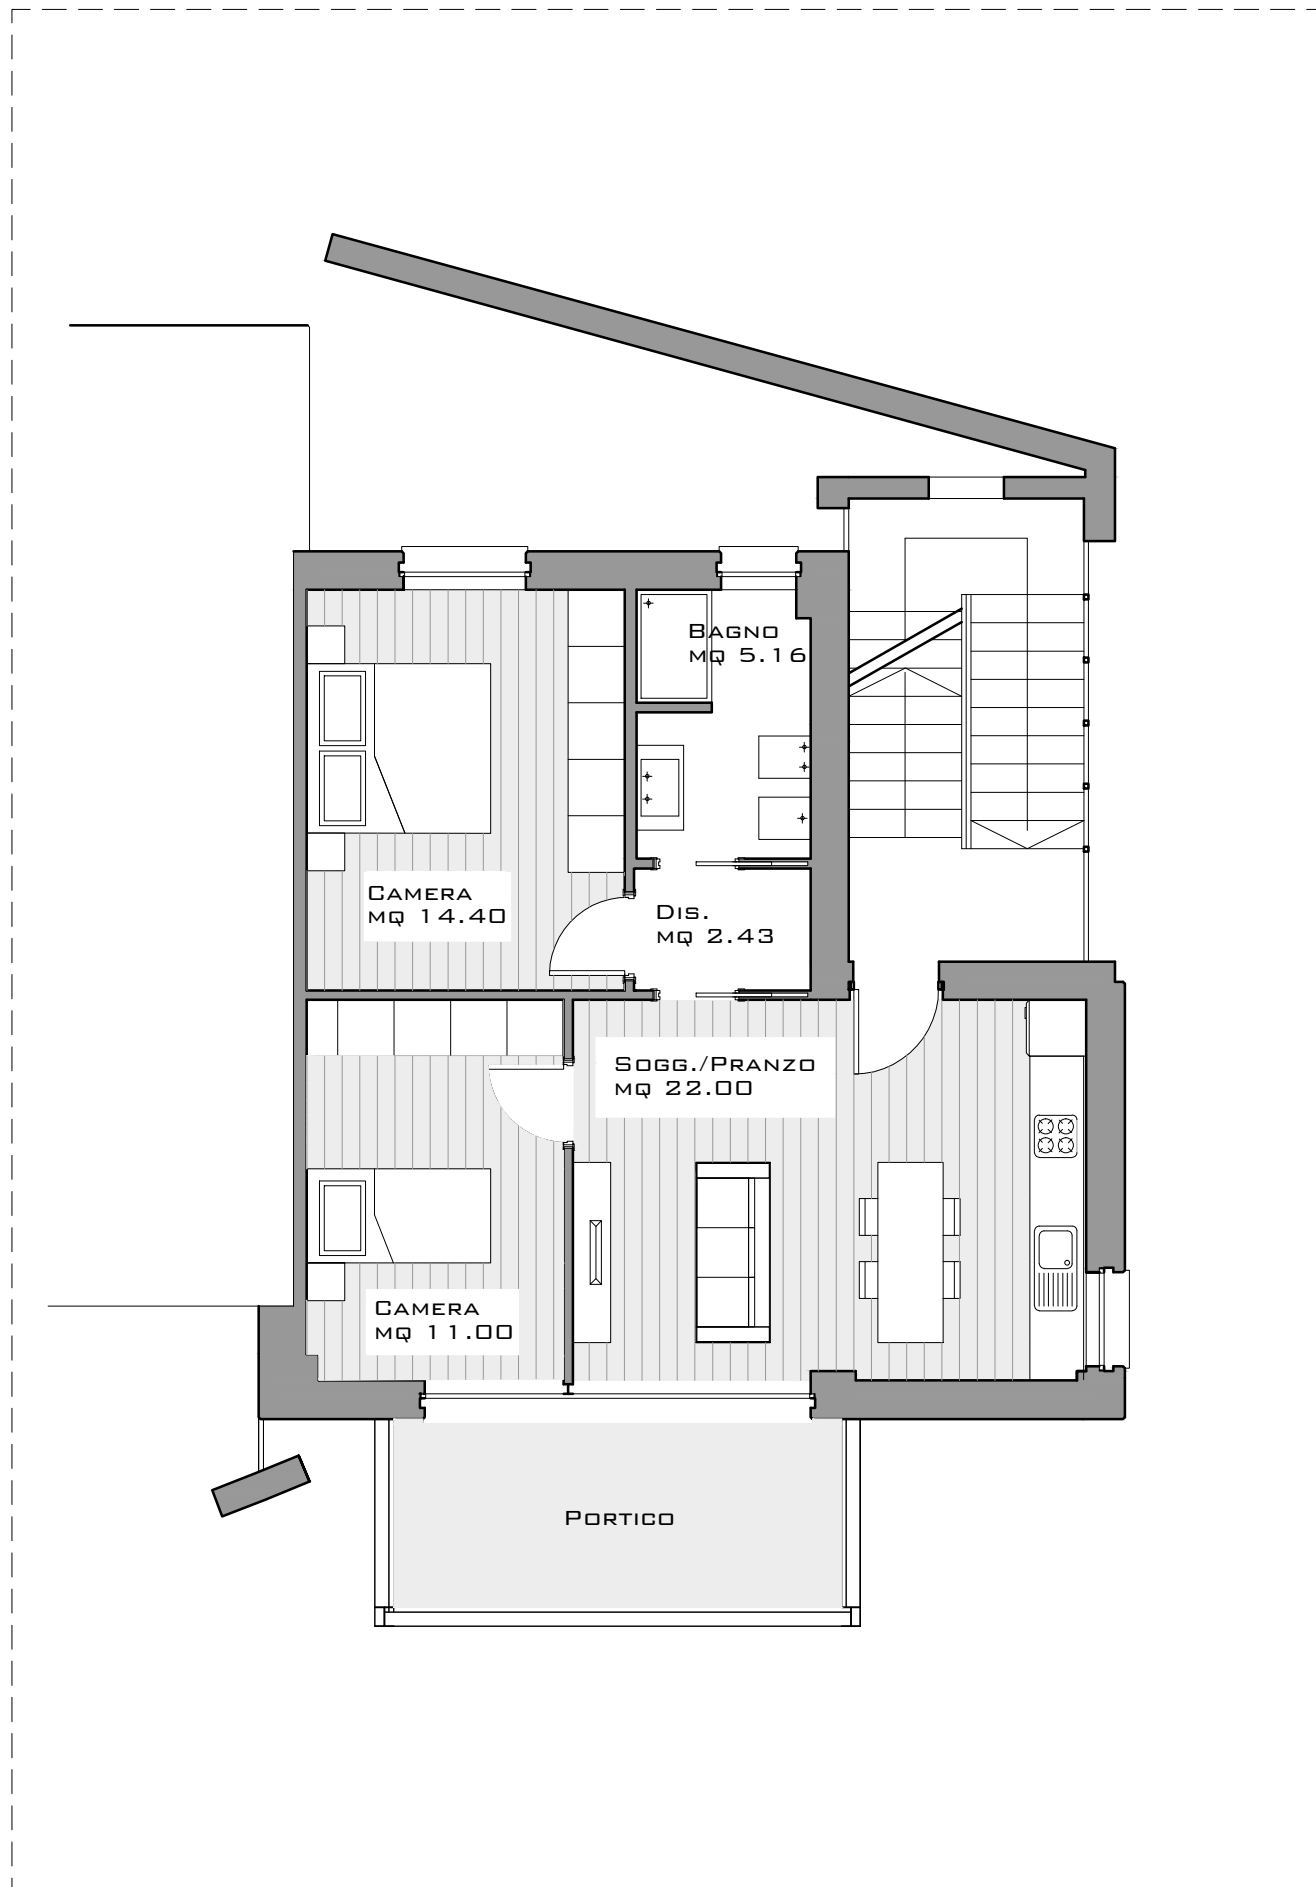 Bagno
mq 5.16
Camera
mq 14.40
Dis.
mq 2.43
Sogg./Pranzo
mq 22.00
Camera
mq 11.00
Portico